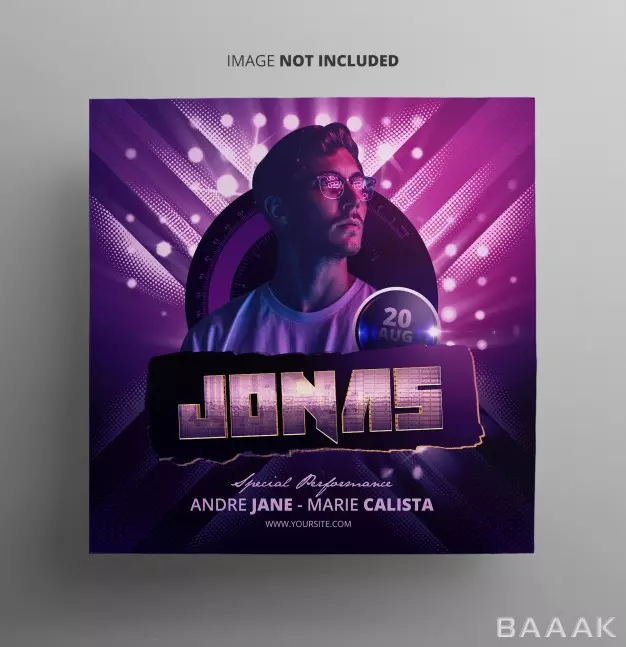 IMAGE NOT INCLUDED
20
AUG
JONAS
Special Performance
ANDRE JANE - MARIE CALISTA
WWW.YOURSITE.COM
BAAAK